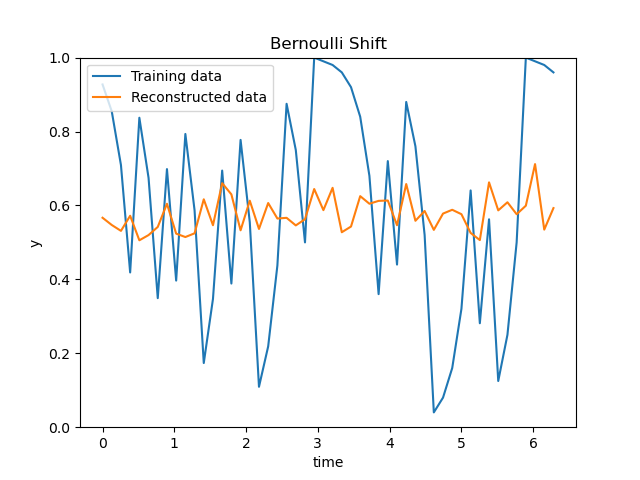 Bernoulli Shift
Training data
Reconstructed data
1.0
0.8
0.6
0.4
0.2
0.0
y
0 1 2 3 4 5 6
time